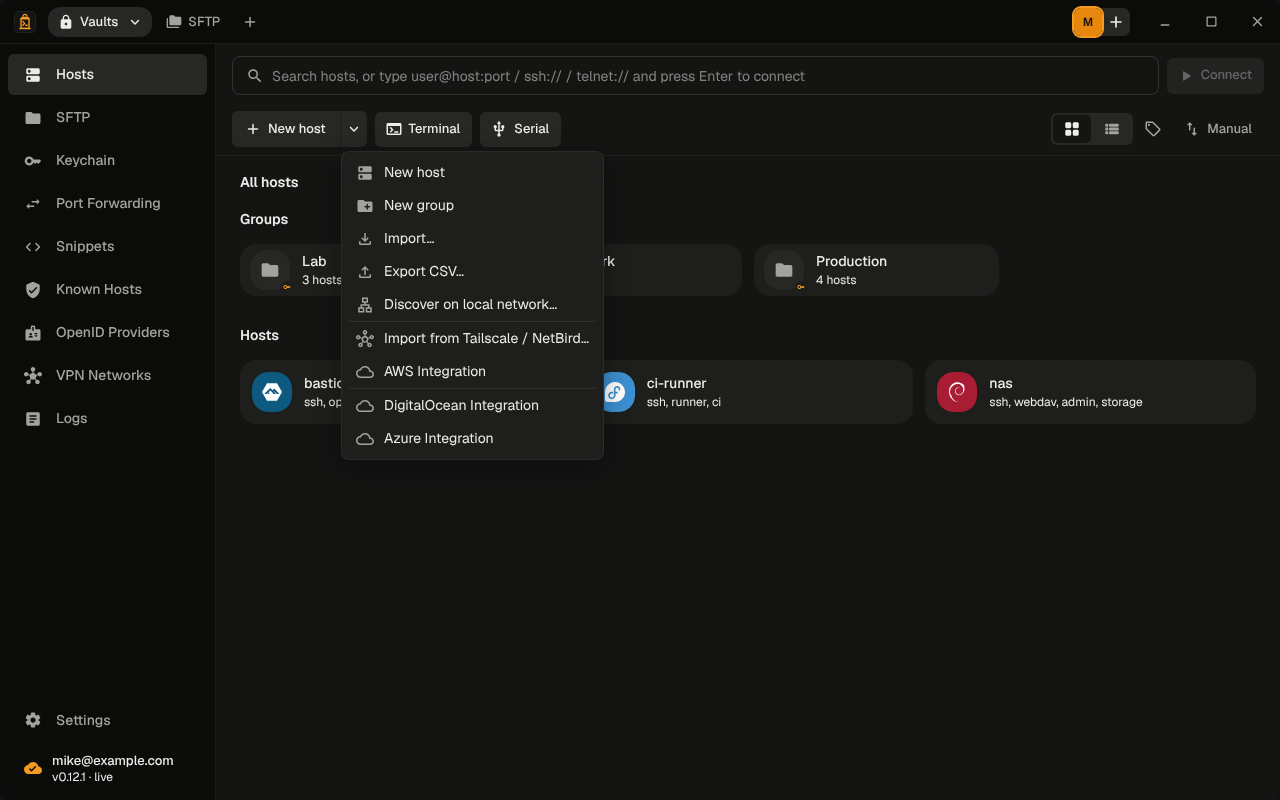 Vaults
SFTP
M
Hosts
SFTP
Keychain
Port Forwarding
Snippets
Known Hosts
OpenID Providers
VPN Networks
Logs
Settings
mike@example.com
v0.12.1 · live
Search hosts, or type user@host:port / ssh:// / telnet:// and press Enter to connect
Connect
New host
Terminal
Serial
Manual
New host
New group
Import...
Export CSV...
Discover on local network...
Import from Tailscale / NetBird...
AWS Integration
DigitalOcean Integration
Azure Integration
All hosts
Groups
Lab
3 hosts
rk
Production
4 hosts
Hosts
bastio
ssh, op
ci-runner
ssh, runner, ci
nas
ssh, webdav, admin, storage